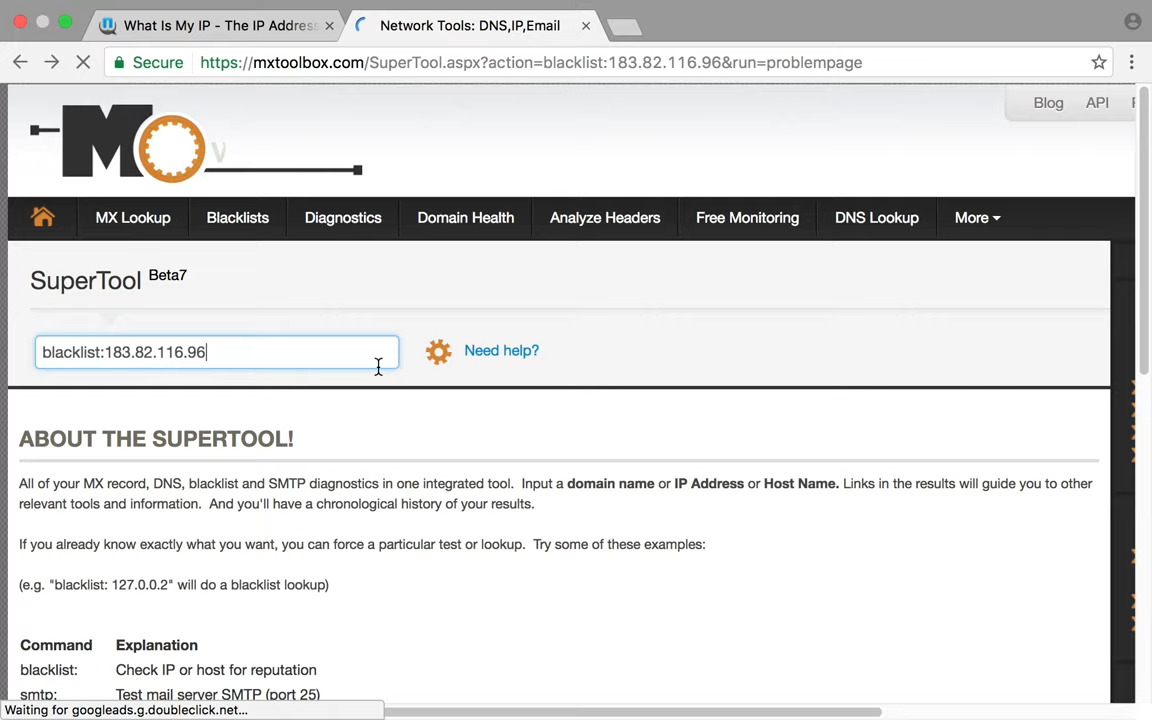 What Is My IP - The IP Address
Network Tools: DNS,IP,Email
Secure https://mxtoolbox.com/SuperTool.aspx?action=blacklist:183.82.116.96&run=problempage
Blog API
M
MX Lookup Blacklists Diagnostics Domain Health Analyze Headers Free Monitoring DNS Lookup More
SuperTool Beta7
blacklist:183.82.116.96 Need help?
ABOUT THE SUPERTOOL!
All of your MX record, DNS, blacklist and SMTP diagnostics in one integrated tool.  Input a domain name or IP Address or Host Name. Links in the results will guide you to other
relevant tools and information.  And you'll have a chronological history of your results.
If you already know exactly what you want, you can force a particular test or lookup.  Try some of these examples:
(e.g. "blacklist: 127.0.0.2" will do a blacklist lookup)
Command Explanation
blacklist: Check IP or host for reputation
smtp: Test mail server SMTP (port 25)
Waiting for googleads.g.doubleclick.net...